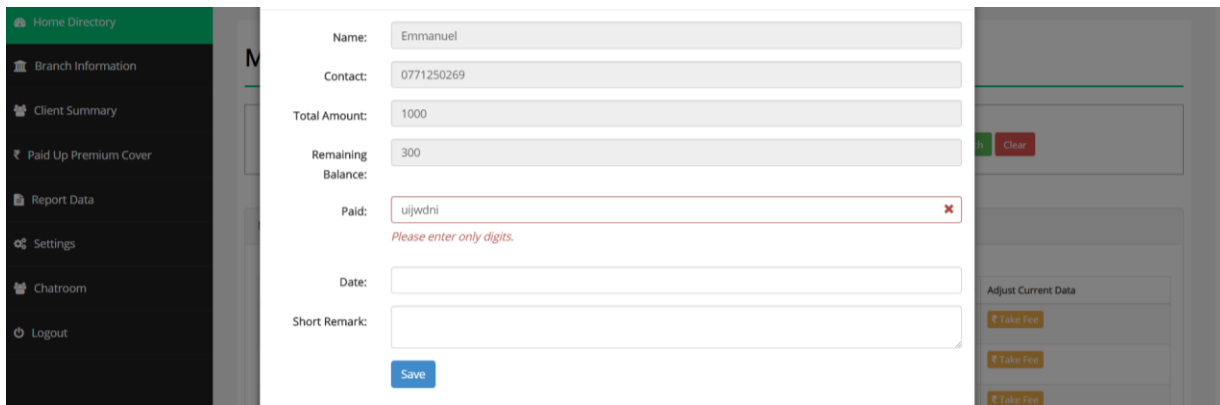 Home Directory
Branch Information
Client Summary
₹ Paid Up Premium Cover
Report Data
Settings
Chatroom
Logout
M
Name: Emmanuel
Contact: 0771250269
Total Amount: 1000
Remaining Balance: 300
Paid: uijwdni
Please enter only digits.
Date:
Short Remark:
Save
Clear
Adjust Current Data
₹ Take Fee
₹ Take Fee
₹ Take Fee